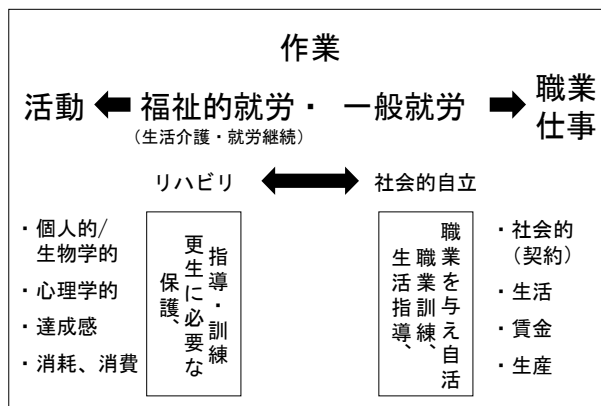 作業
活動 福祉的就労・ 一般就労 職業
仕事
(生活介護・就労継続)
リハビリ 社会的自立
・個人的/
生物学的
・心理学的
・達成感
・消耗、消費
指導・訓練
更生に必要な
保護、
職業を与え自活
職業訓練、
生活指導、
・社会的
(契約)
・生活
・賃金
・生産